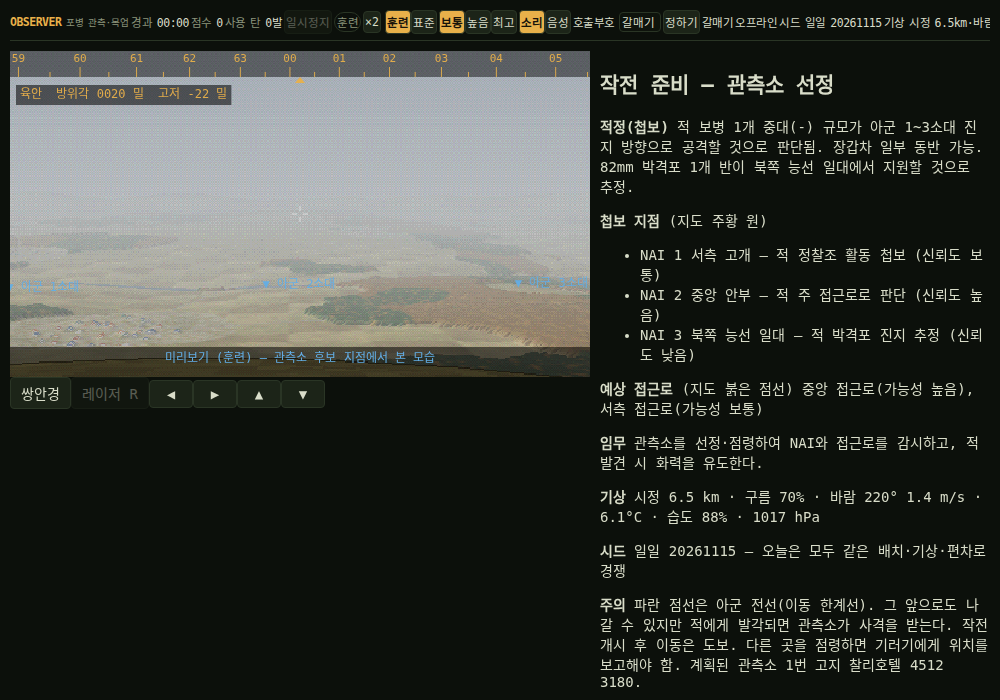 OBSERVER 포병 관측·목업 경과 00:00 점수 0 사용 탄 0발 일시정지 훈련 ×2 훈련 표준 보통 높음 최고 소리 음성 호출부호 갈매기 정하기 갈매기 오프라인 시드 일일 20261115 기상 시정 6.5km·바람
59 60 61 62 63 00 01 02 03 04 05
육안 방위각 0020 밀 고저 -22 밀
미리보기 (훈련) — 관측소 후보 지점에서 본 모습
쌍안경 레이저 R ◀ ▶ ▲ ▼
작전 준비 — 관측소 선정
적정(첩보) 적 보병 1개 중대(-) 규모가 아군 1~3소대 진
지 방향으로 공격할 것으로 판단됨. 장갑차 일부 동반 가능.
82mm 박격포 1개 반이 북쪽 능선 일대에서 지원할 것으로
추정.
첩보 지점 (지도 주황 원)
• NAI 1 서측 고개 — 적 정찰조 활동 첩보 (신뢰도 보
통)
• NAI 2 중앙 안부 — 적 주 접근로로 판단 (신뢰도 높
음)
• NAI 3 북쪽 능선 일대 — 적 박격포 진지 추정 (신뢰
도 낮음)
예상 접근로 (지도 붉은 점선) 중앙 접근로(가능성 높음),
서측 접근로(가능성 보통)
임무 관측소를 선정·점령하여 NAI와 접근로를 감시하고, 적
발견 시 화력을 유도한다.
기상 시정 6.5 km · 구름 70% · 바람 220° 1.4 m/s ·
6.1°C · 습도 88% · 1017 hPa
시드 일일 20261115 — 오늘은 모두 같은 배치·기상·편차로
경쟁
주의 파란 점선은 아군 전선(이동 한계선). 그 앞으로도 나
갈 수 있지만 적에게 발각되면 관측소가 사격을 받는다. 작전
개시 후 이동은 도보. 다른 곳을 점령하면 기러기에게 위치를
보고해야 함. 계획된 관측소 1번 고지 찰리호텔 4512
3180.